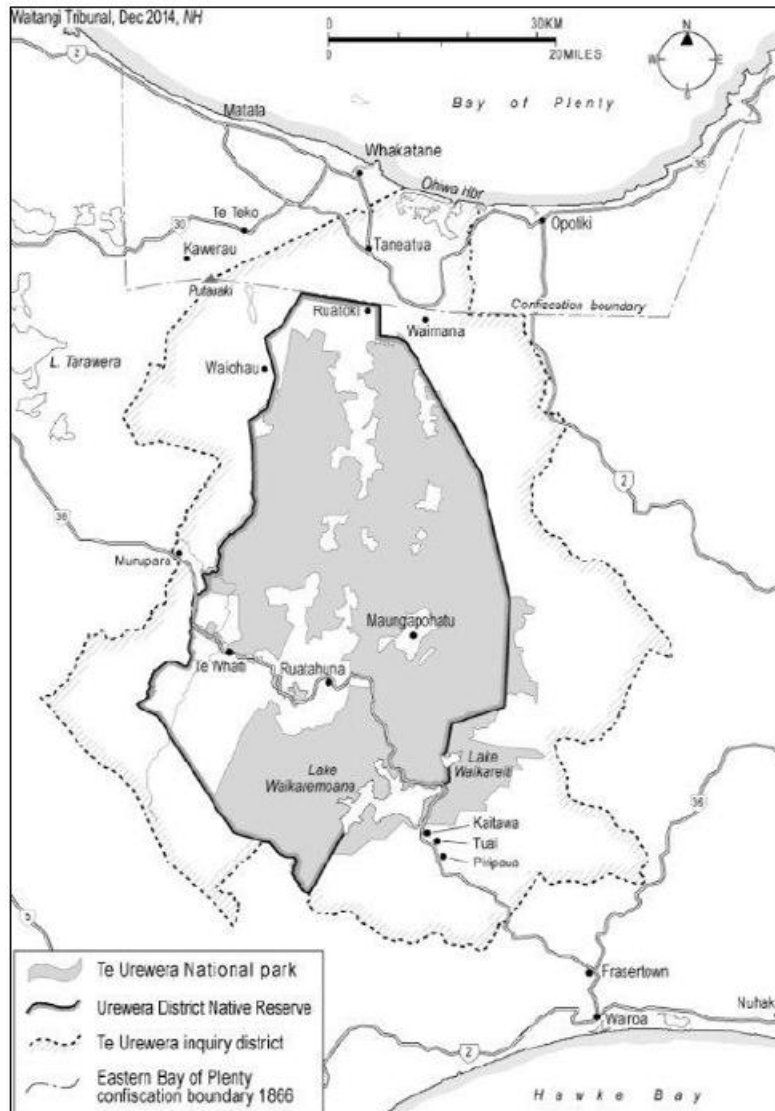 Waitangi Tribunal, Dec 2014, NH
0 30KM
0 20MILES
N
W E
S
2
Matata
Bay of Plenty
Whakatane
Ohiwa Hbr
35
Te Teko
30
Kawerau
Taneatua
Opotiki
Putauaki
Confiscation boundary
Ruatoki
Waimana
L. Tarawera
Waiohau
2
38
Murupara
Maungapohatu
Te Whaiti
Ruatahuna
Lake
Waikaremoana
Lake
Waikareiti
36
Kaitawa
Tuai
Piripaua
5
Frasertown
Nuhak
Wairoa
2
Hawke Bay
Te Urewera National park
Urewera District Native Reserve
Te Urewera inquiry district
Eastern Bay of Plenty
confiscation boundary 1866